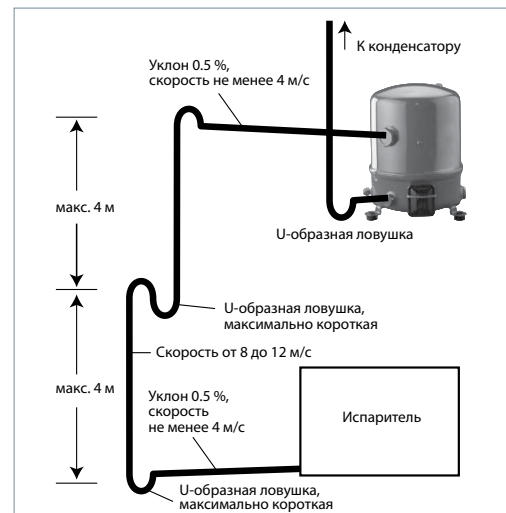 К конденсатору
Уклон 0.5 %,
скорость не менее 4 м/с
U-образная ловушка
макс. 4 м
U-образная ловушка,
максимально короткая
Скорость от 8 до 12 м/с
макс. 4 м
Уклон 0.5 %,
скорость
не менее 4 м/с
Испаритель
U-образная ловушка,
максимально короткая